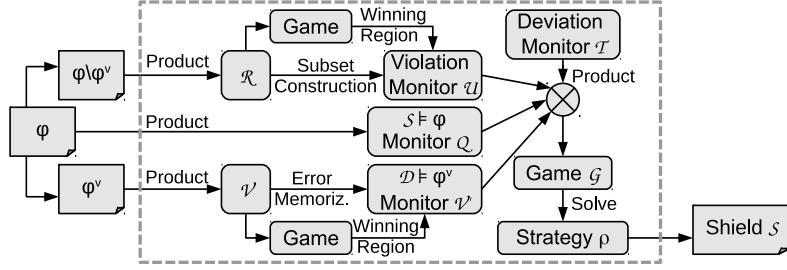 Game
Winning
Region
Deviation
Monitor 𝒯
φ\φᵛ
Product
ℛ
Subset
Construction
Violation
Monitor 𝒰
Product
φ
Product
𝒮 ⊧ φ
Monitor 𝒬
φᵛ
Product
𝒱
Error
Memoriz.
𝒟 ⊧ φᵛ
Monitor 𝒱'
Game 𝒢
Solve
Game
Winning
Region
Strategy ρ
Shield 𝒮